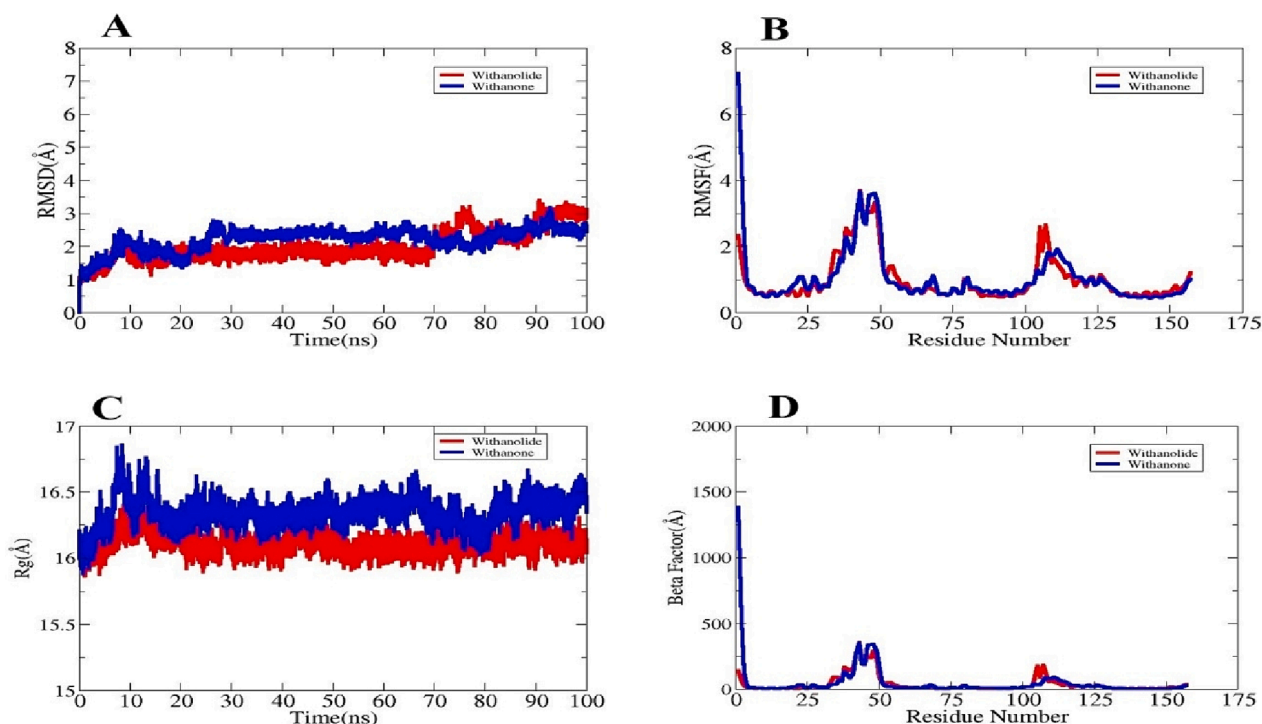 A
8
7
6
5
4
3
2
1
0
RMSD(Å)
Withanolide
Withanone
0 10 20 30 40 50 60 70 80 90 100
Time(ns)
B
8
6
4
2
0
RMSF(Å)
Withanolide
Withanone
0 25 50 75 100 125 150 175
Residue Number
C
17
16.5
16
15.5
15
Rg(Å)
Withanolide
Withanone
0 10 20 30 40 50 60 70 80 90 100
Time(ns)
D
2000
1500
1000
500
0
Beta Factor(Å)
Withanolide
Withanone
0 25 50 75 100 125 150 175
Residue Number